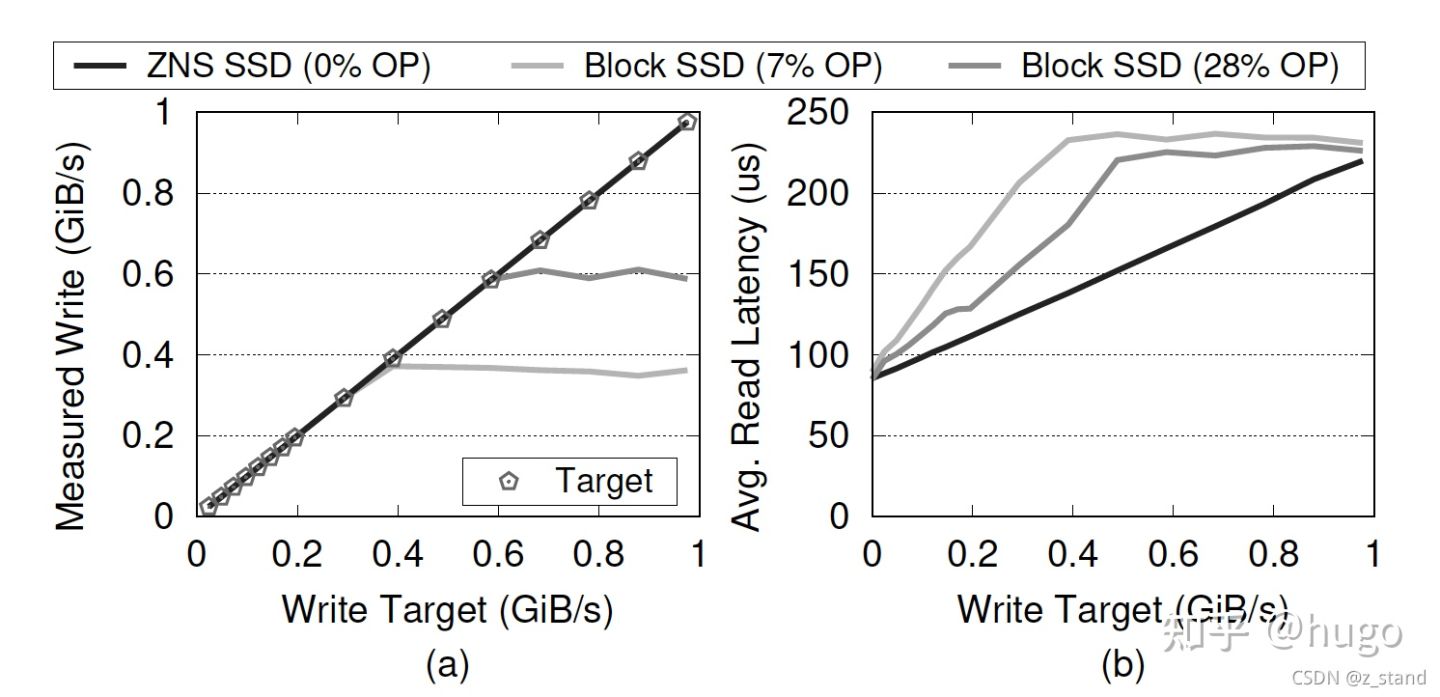 ZNS SSD (0% OP) Block SSD (7% OP) Block SSD (28% OP)
Measured Write (GiB/s)
1
0.8
0.6
0.4
0.2
0
Target
0 0.2 0.4 0.6 0.8 1
Write Target (GiB/s)
(a)
Avg. Read Latency (us)
250
200
150
100
50
0
0 0.2 0.4 0.6 0.8 1
Write Target (GiB/s)
(b)
知乎 @hugo
CSDN @z_stand